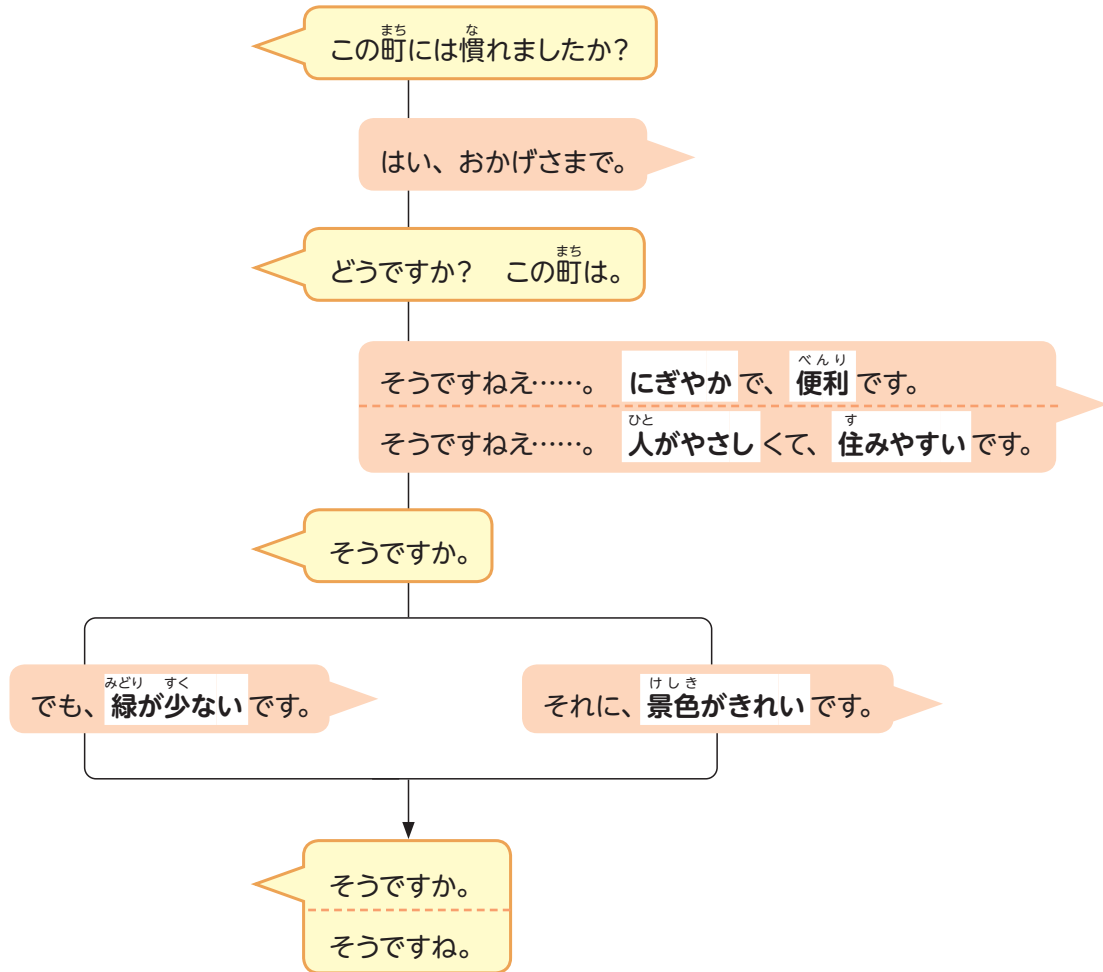 この町には慣れましたか?
はい、おかげさまで。
どうですか? この町は。
そうですねえ……。 にぎやかで、便利です。
そうですねえ……。 人がやさしくて、住みやすいです。
そうですか。
でも、緑が少ないです。
それに、景色がきれいです。
そうですか。
そうですね。